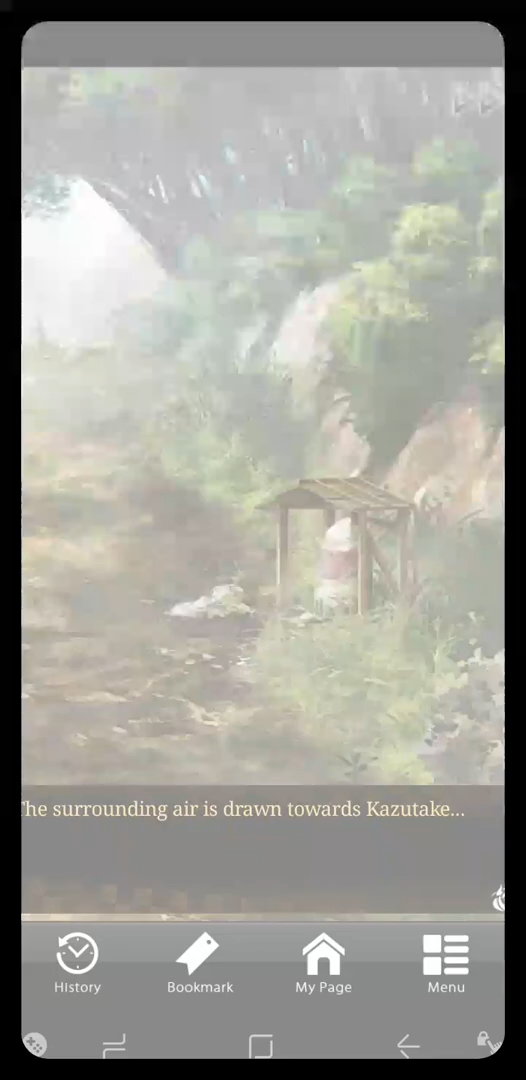 The surrounding air is drawn towards Kazutake...
History
Bookmark
My Page
Menu